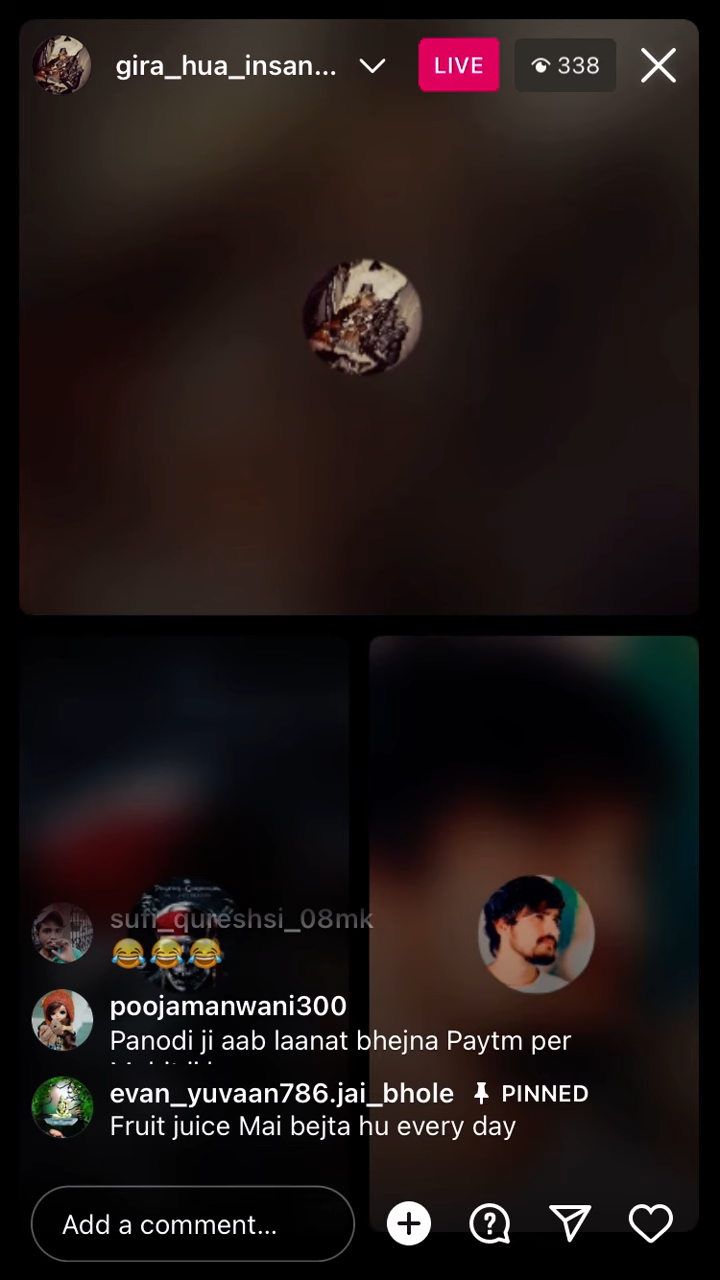 gira_hua_insan...
LIVE
338
sufi_qureshsi_08mk
😂😂😂
poojamanwani300
Panodi ji aab laanat bhejna Paytm per
evan_yuvaan786.jai_bhole PINNED
Fruit juice Mai bejta hu every day
Add a comment...